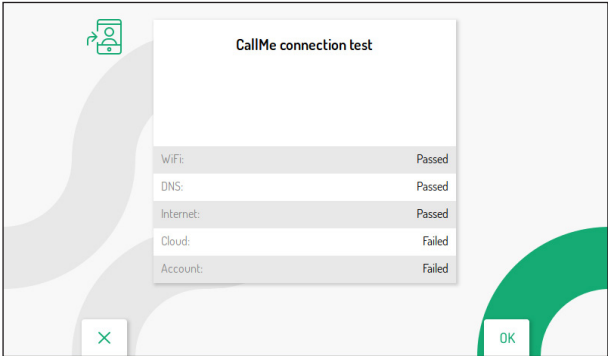 CallMe connection test
WiFi: Passed
DNS: Passed
Internet: Passed
Cloud: Failed
Account: Failed
OK